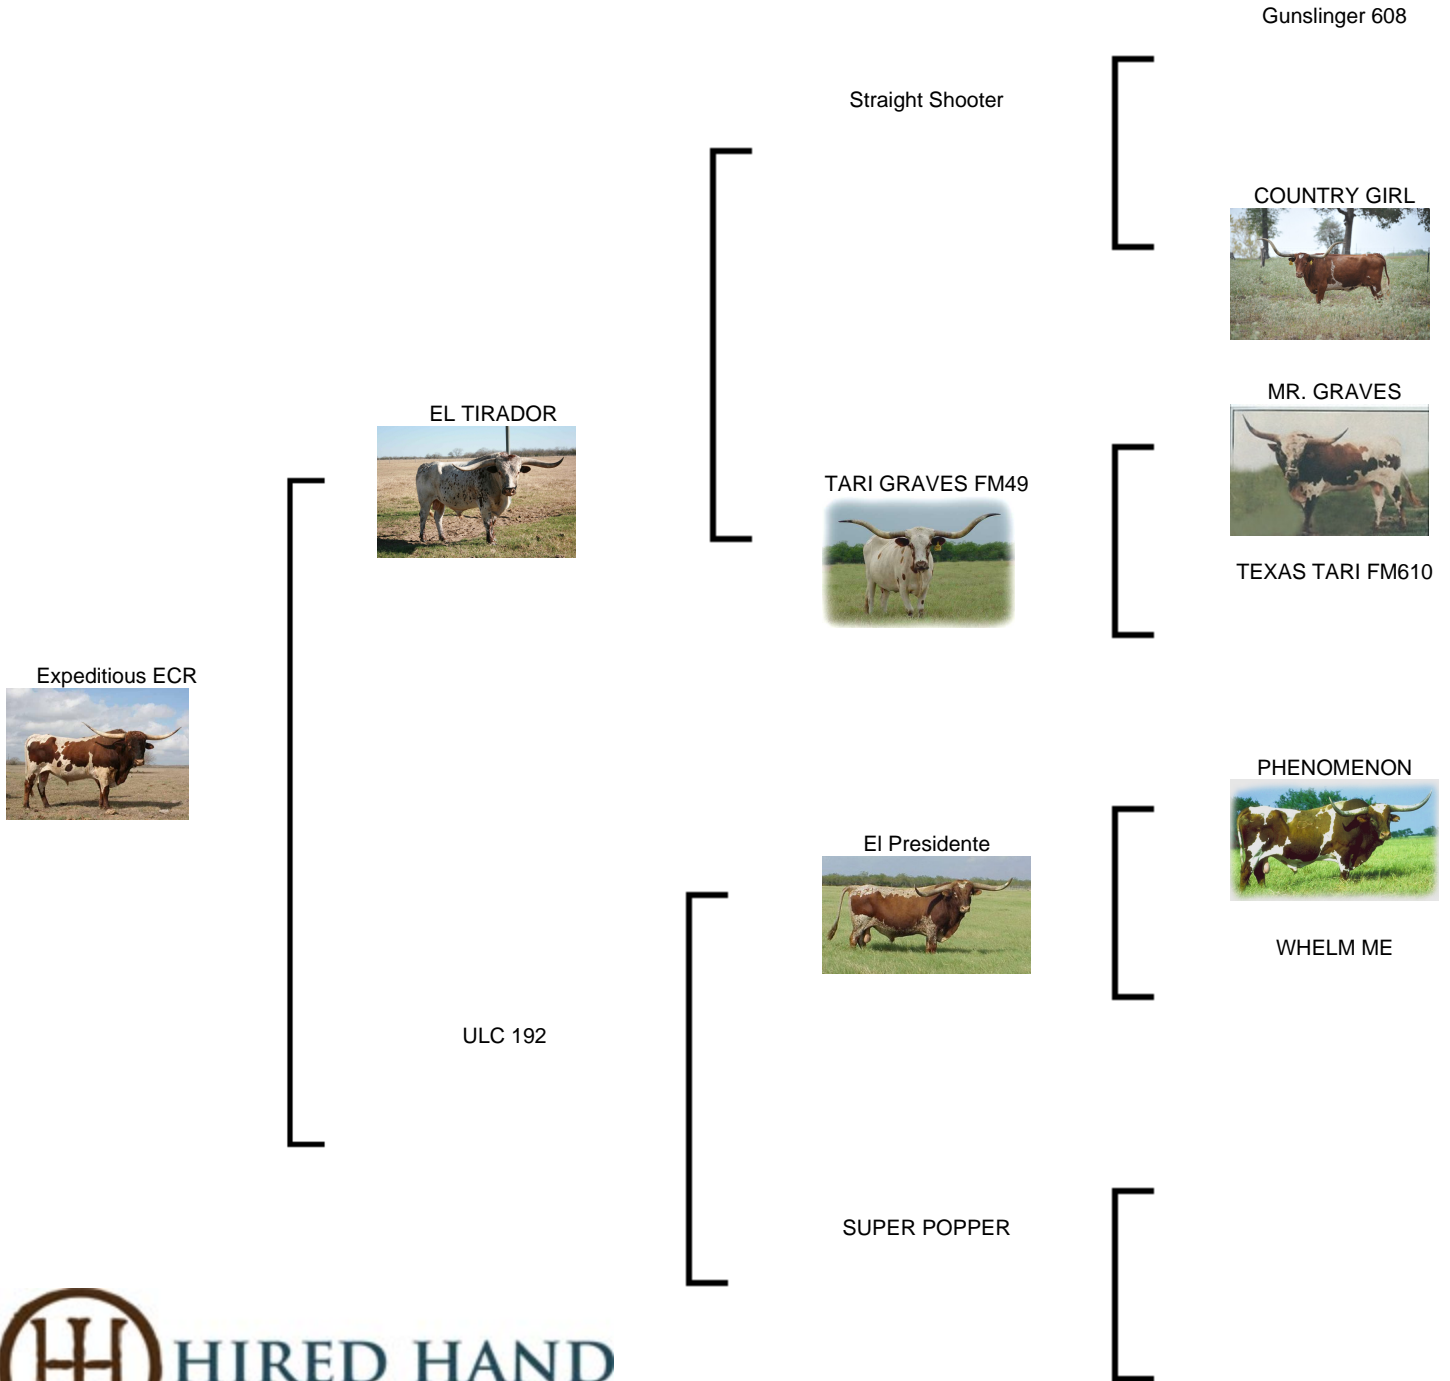 Gunslinger 608
Straight Shooter
COUNTRY GIRL
MR. GRAVES
EL TIRADOR
TARI GRAVES FM49
TEXAS TARI FM610
Expeditious ECR
PHENOMENON
El Presidente
WHELM ME
ULC 192
SUPER POPPER
HIRED HAND